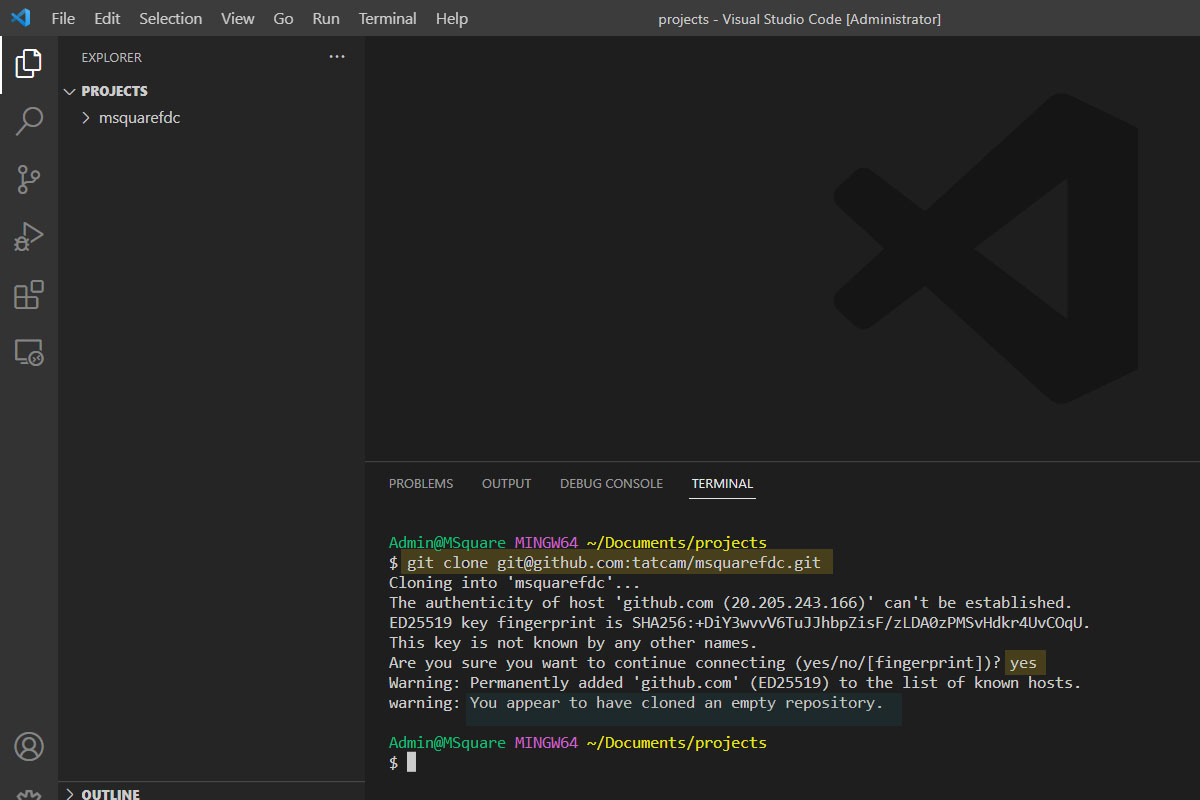 File Edit Selection View Go Run Terminal Help
projects - Visual Studio Code [Administrator]
EXPLORER
PROJECTS
msquarefdc
PROBLEMS OUTPUT DEBUG CONSOLE TERMINAL
Admin@MSquare MINGW64 ~/Documents/projects
$ git clone git@github.com:tatcam/msquarefdc.git
Cloning into 'msquarefdc'...
The authenticity of host 'github.com (20.205.243.166)' can't be established.
ED25519 key fingerprint is SHA256:+DiY3wvvV6TuJJhbpZisF/zLDA0zPMSvHdkr4UvCOqU.
This key is not known by any other names.
Are you sure you want to continue connecting (yes/no/[fingerprint])? yes
Warning: Permanently added 'github.com' (ED25519) to the list of known hosts.
warning: You appear to have cloned an empty repository.
Admin@MSquare MINGW64 ~/Documents/projects
$
OUTLINE